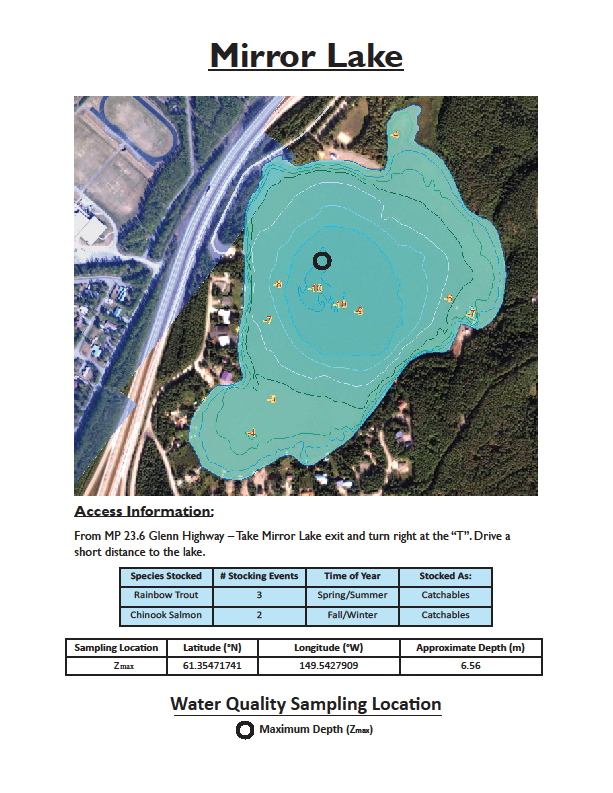 Mirror Lake
-10
-10
Access Information:
From MP 23.6 Glenn Highway – Take Mirror Lake exit and turn right at the “T”. Drive a
short distance to the lake.
Species Stocked # Stocking Events Time of Year Stocked As:
Rainbow Trout 3 Spring/Summer Catchables
Chinook Salmon 2 Fall/Winter Catchables
Sampling Location Latitude (°N) Longitude (°W) Approximate Depth (m)
Zmax 61.35471741 149.5427909 6.56
Water Quality Sampling Location
Maximum Depth (Zmax)